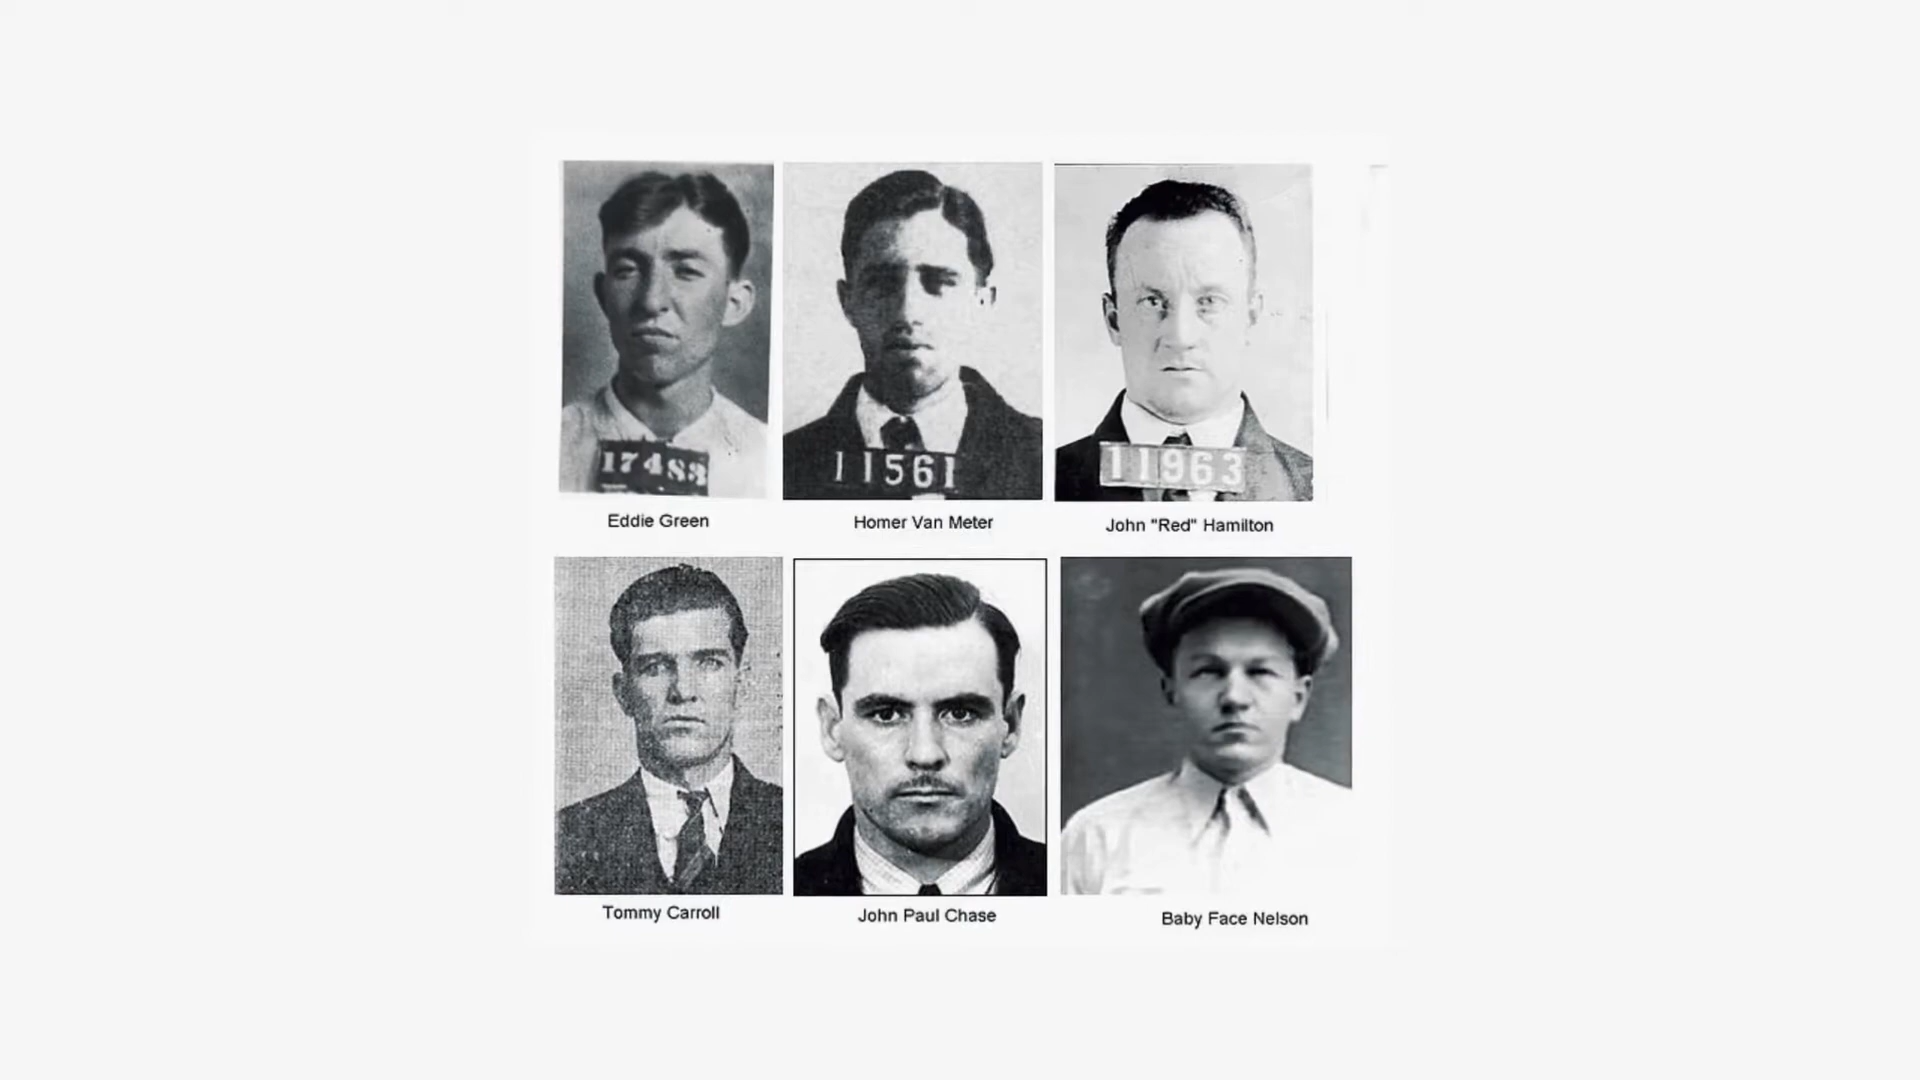 17483
11561
11963
Eddie Green
Homer Van Meter
John "Red" Hamilton
Tommy Carroll
John Paul Chase
Baby Face Nelson